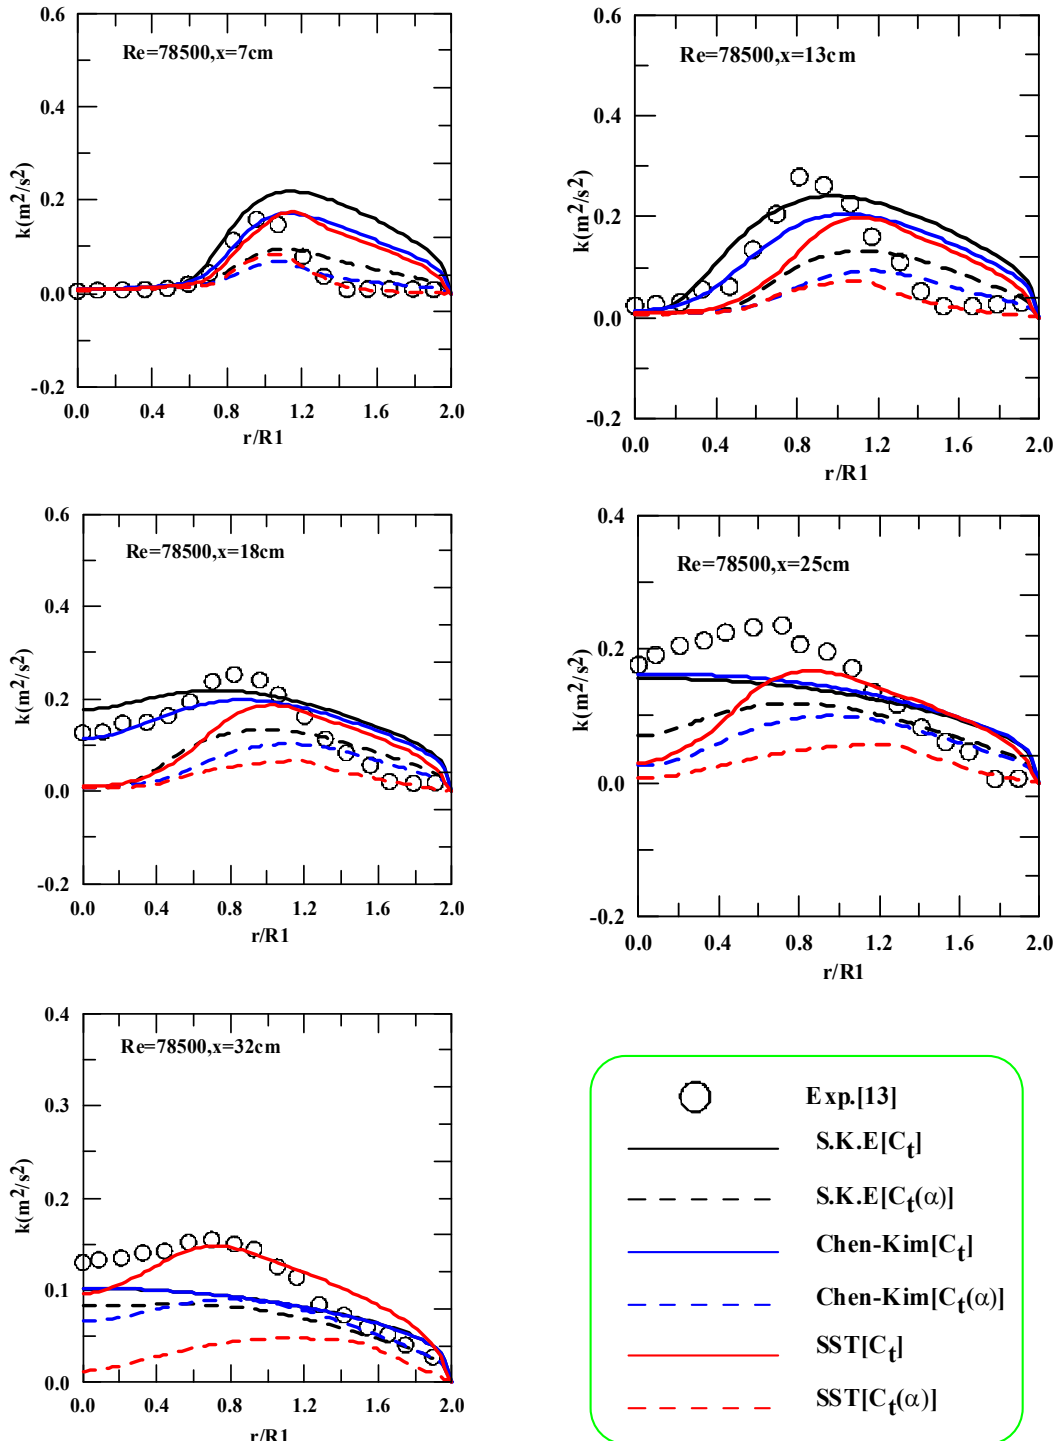 0.6
Re=78500,x=7cm
0.4
k(m²/s²)
0.2
0.0
-0.2
0.0 0.4 0.8 1.2 1.6 2.0
r/R1
0.6
Re=78500,x=13cm
0.4
k(m²/s²)
0.2
0.0
-0.2
0.0 0.4 0.8 1.2 1.6 2.0
r/R1
0.6
Re=78500,x=18cm
0.4
k(m²/s²)
0.2
0.0
-0.2
0.0 0.4 0.8 1.2 1.6 2.0
r/R1
0.4
Re=78500,x=25cm
0.2
k(m²/s²)
0.0
-0.2
0.0 0.4 0.8 1.2 1.6 2.0
r/R1
0.4
Re=78500,x=32cm
0.3
k(m²/s²)
0.2
0.1
0.0
0.0 0.4 0.8 1.2 1.6 2.0
r/R1
Exp.[13]
S.K.E[Ct]
S.K.E[Ct(α)]
Chen-Kim[Ct]
Chen-Kim[Ct(α)]
SST[Ct]
SST[Ct(α)]